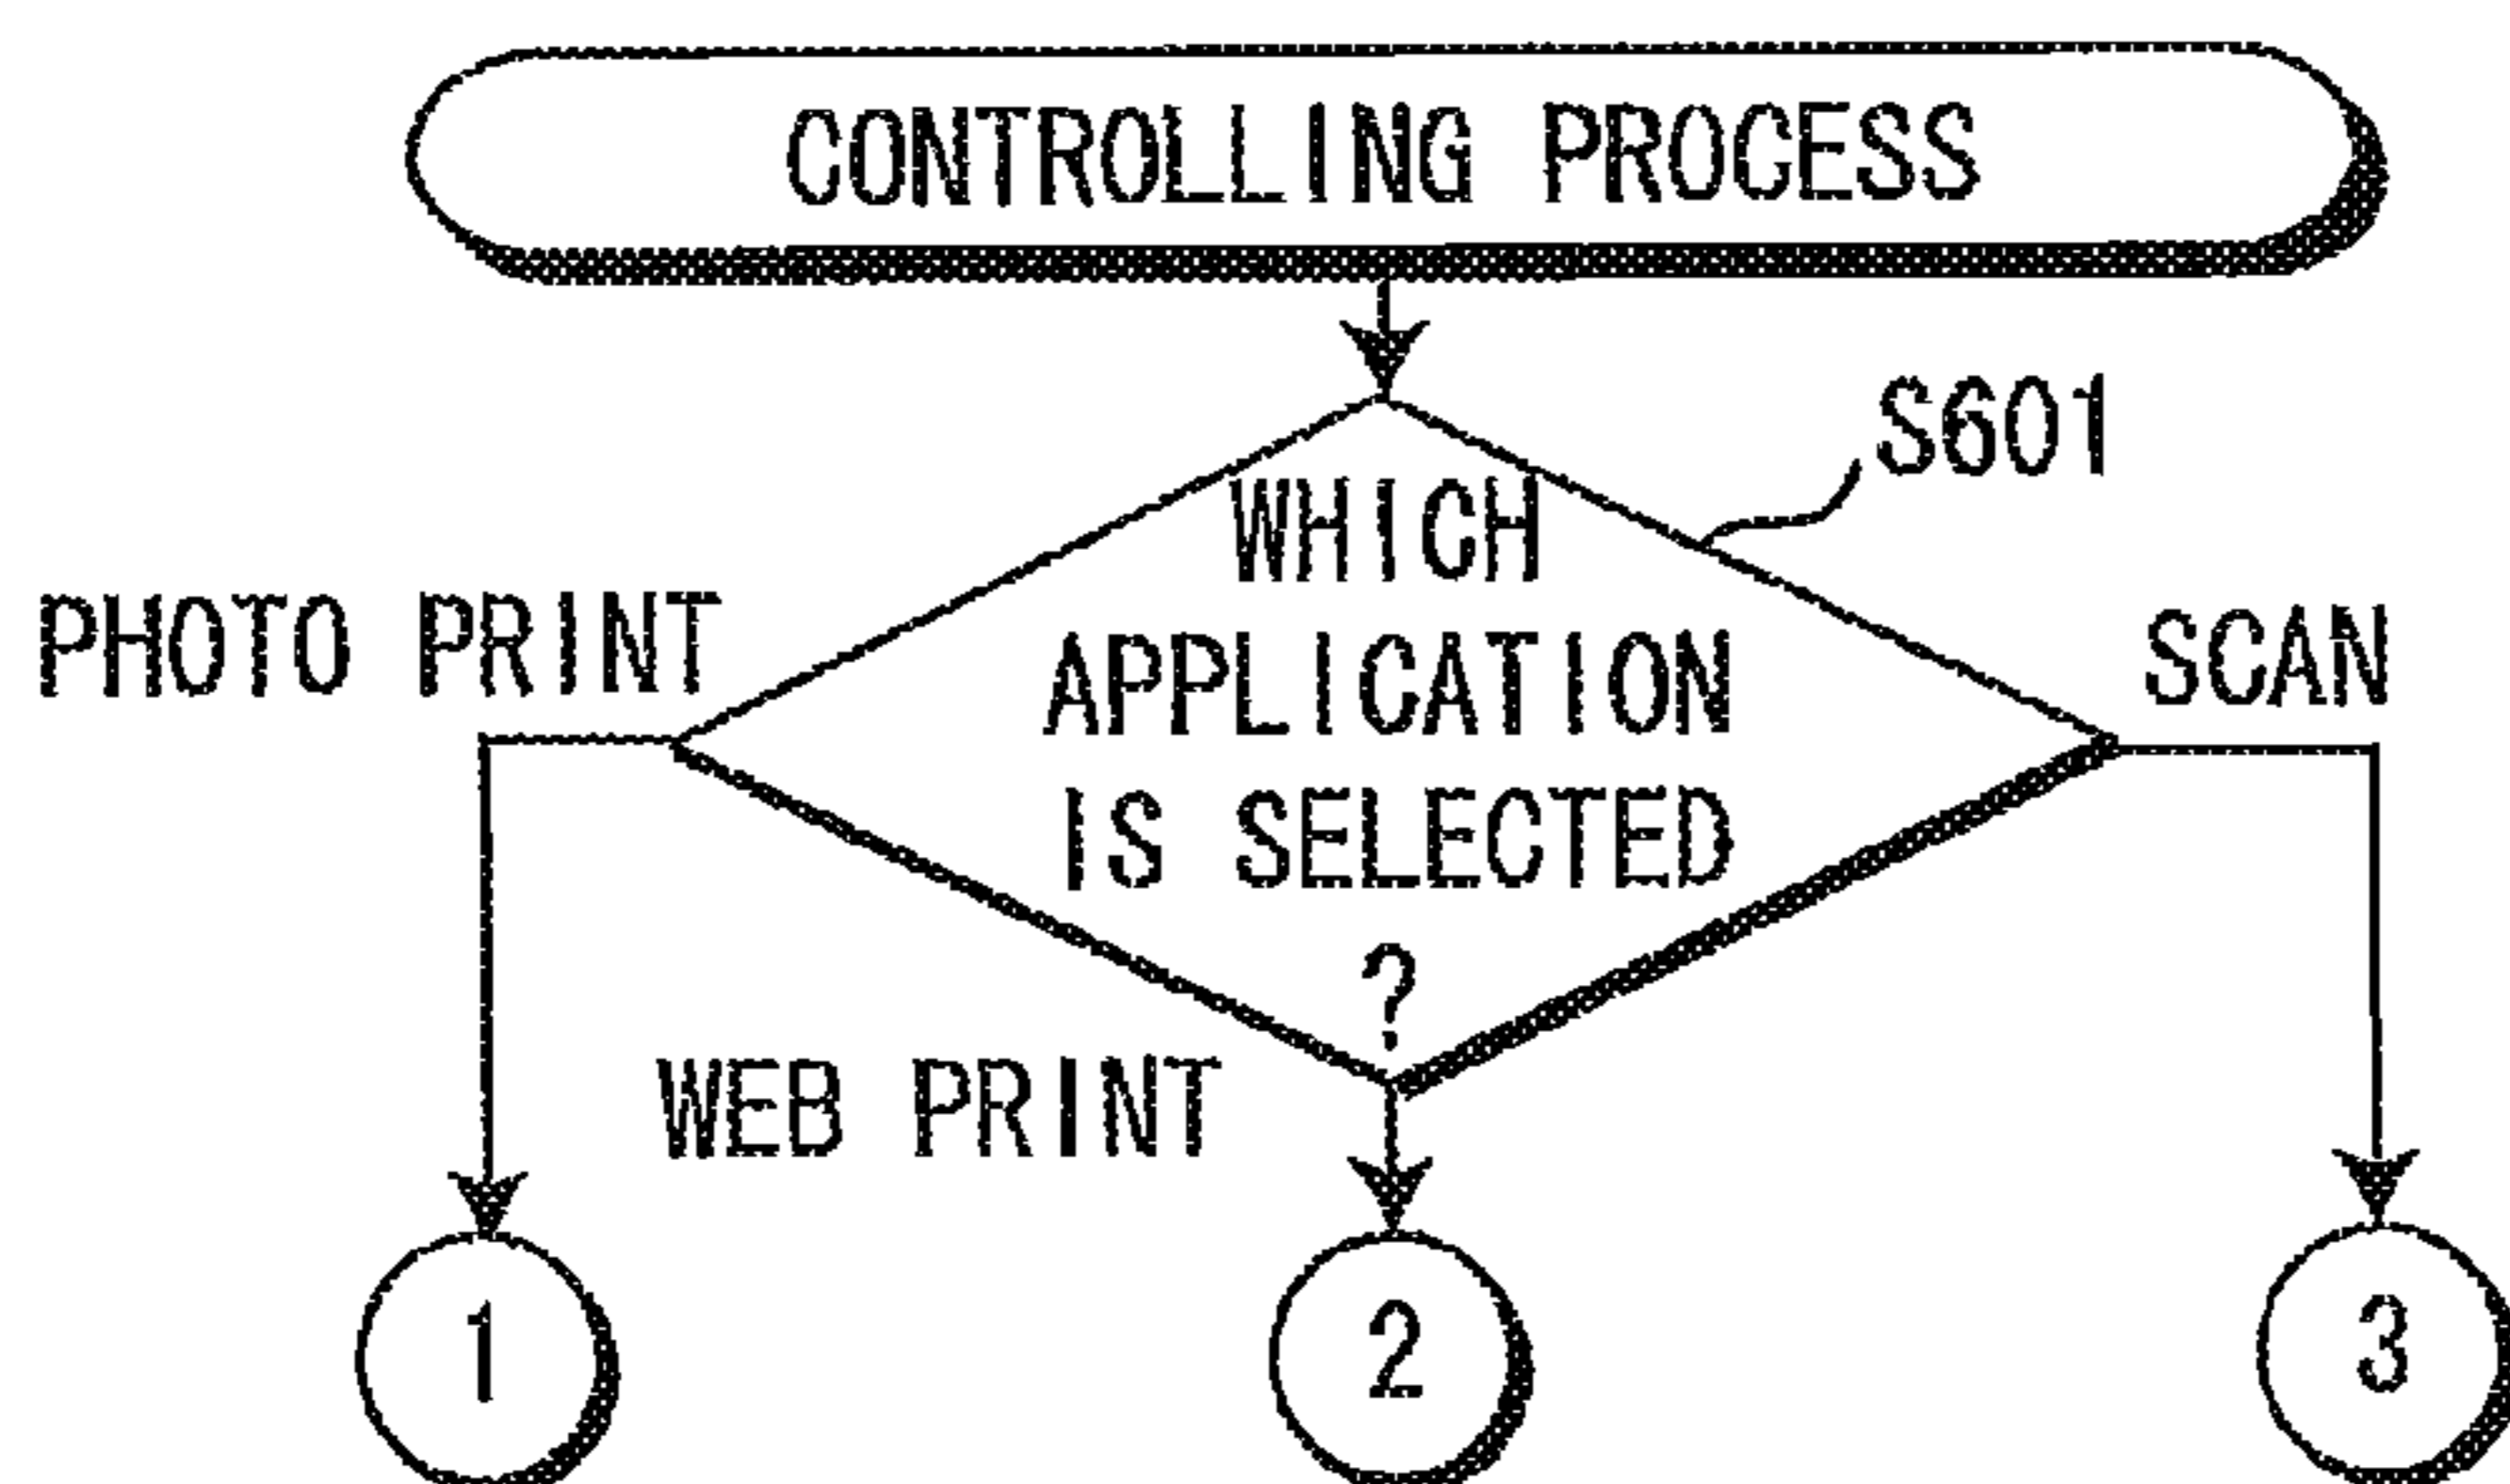 CONTROLLING PROCESS
S601
WHICH
APPLICATION
IS SELECTED
?
PHOTO PRINT
SCAN
WEB PRINT
1
2
3